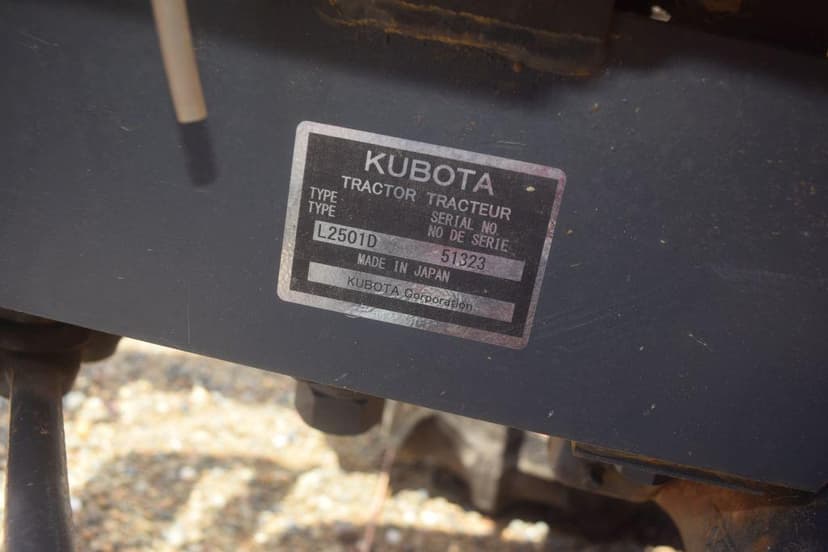 KUBOTA
TRACTOR TRACTEUR
TYPE SERIAL NO.
TYPE NO DE SERIE
L2501D 51323
MADE IN JAPAN
KUBOTA Corporation